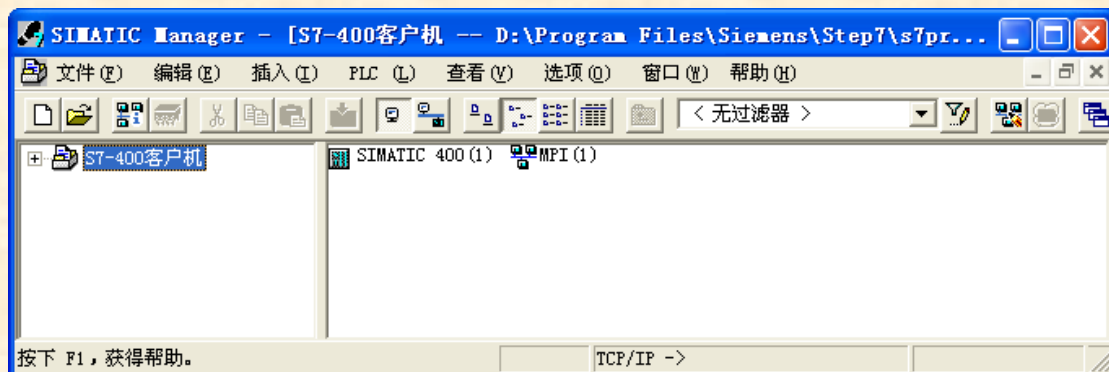 SIMATIC Manager - [S7-400客户机 -- D:\Program Files\Siemens\Step7\s7pr...
文件(F) 编辑(E) 插入(I) PLC (L) 查看(V) 选项(O) 窗口(W) 帮助(H)
< 无过滤器 >
S7-400客户机
SIMATIC 400(1) MPI(1)
按下 F1，获得帮助。 TCP/IP ->